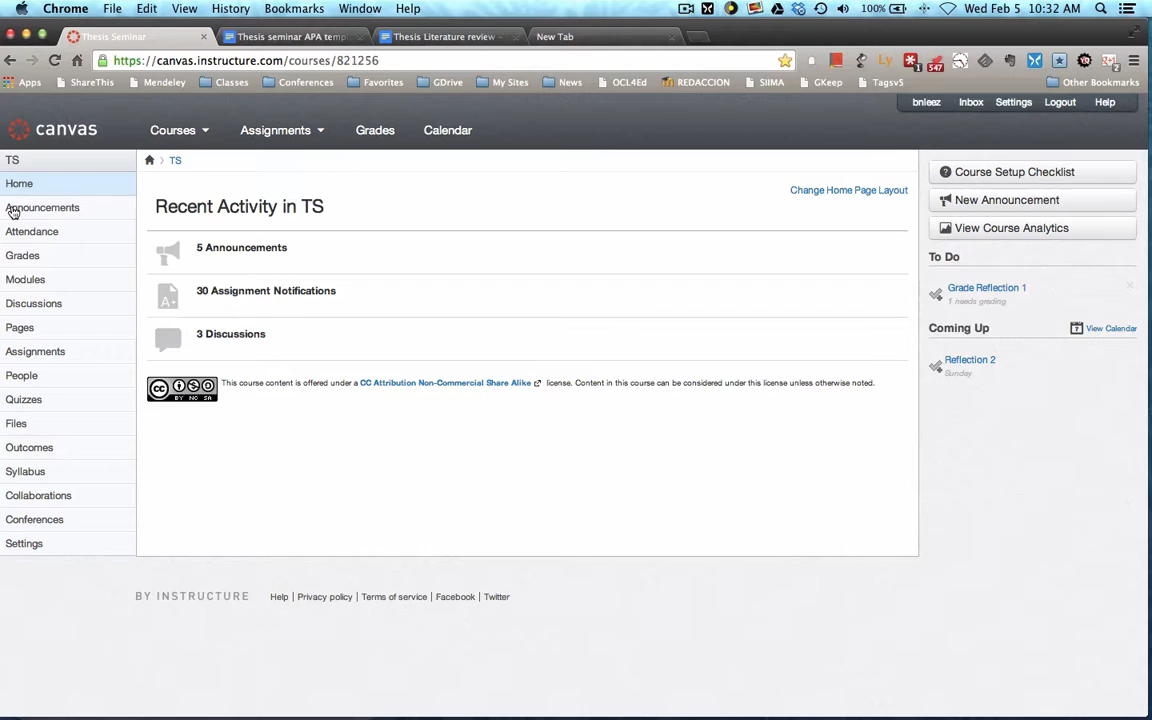 Chrome File Edit View History Bookmarks Window Help 100% Wed Feb 5 10:32 AM
Thesis Seminar × Thesis seminar APA temp × Thesis Literature review - × New Tab ×
https://canvas.instructure.com/courses/821256
Apps ShareThis Mendeley Classes Conferences Favorites GDrive My Sites News OCL4Ed REDACCION SIIMA GKeep Tagsv5 Other Bookmarks
bnleez Inbox Settings Logout Help
canvas Courses Assignments Grades Calendar
TS
TS
Home
Announcements
Attendance
Grades
Modules
Discussions
Pages
Assignments
People
Quizzes
Files
Outcomes
Syllabus
Collaborations
Conferences
Settings
Change Home Page Layout
Recent Activity in TS
5 Announcements
30 Assignment Notifications
3 Discussions
CC BY NC SA
This course content is offered under a CC Attribution Non-Commercial Share Alike license. Content in this course can be considered under this license unless otherwise noted.
Course Setup Checklist
New Announcement
View Course Analytics
To Do
Grade Reflection 1
1 needs grading
Coming Up View Calendar
Reflection 2
Sunday
BY INSTRUCTURE Help | Privacy policy | Terms of service | Facebook | Twitter